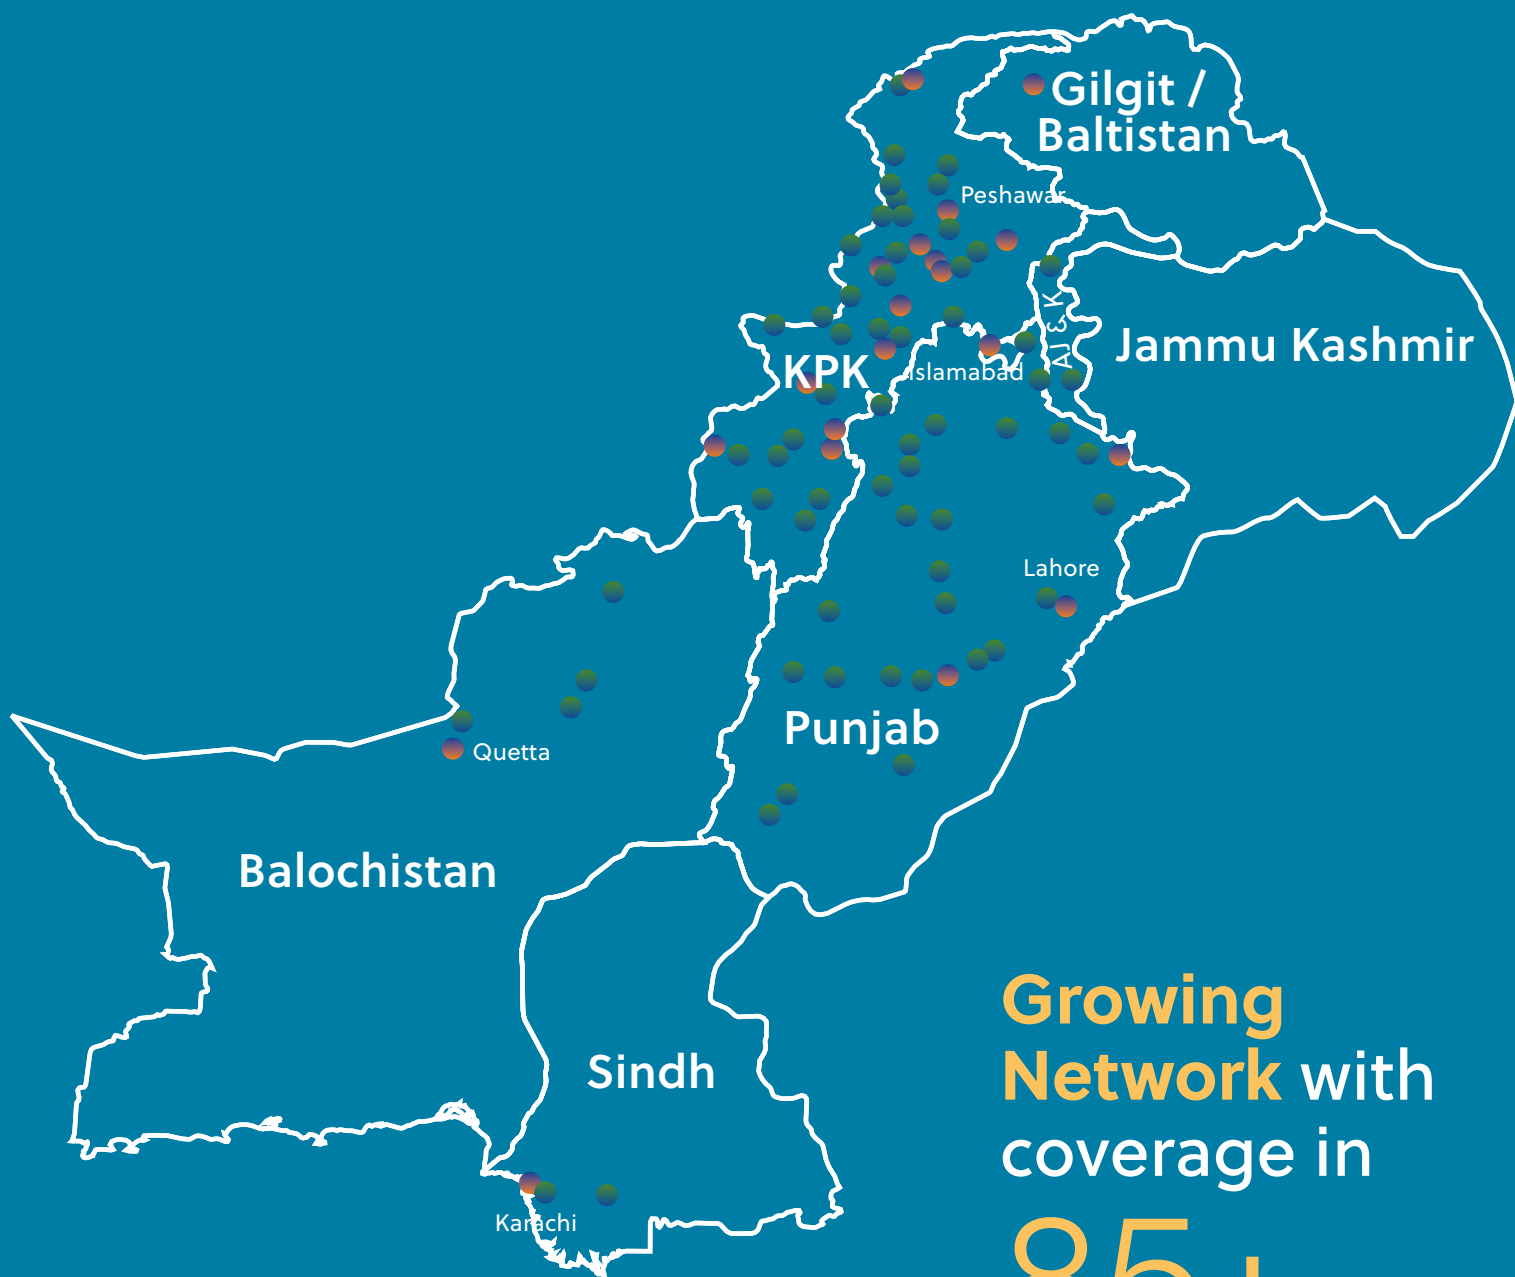 Gilgit /
Baltistan
Peshawar
AJ & K
Jammu Kashmir
KPK
Islamabad
Lahore
Punjab
Quetta
Balochistan
Sindh
Karachi
Growing
Network with
coverage in
85+